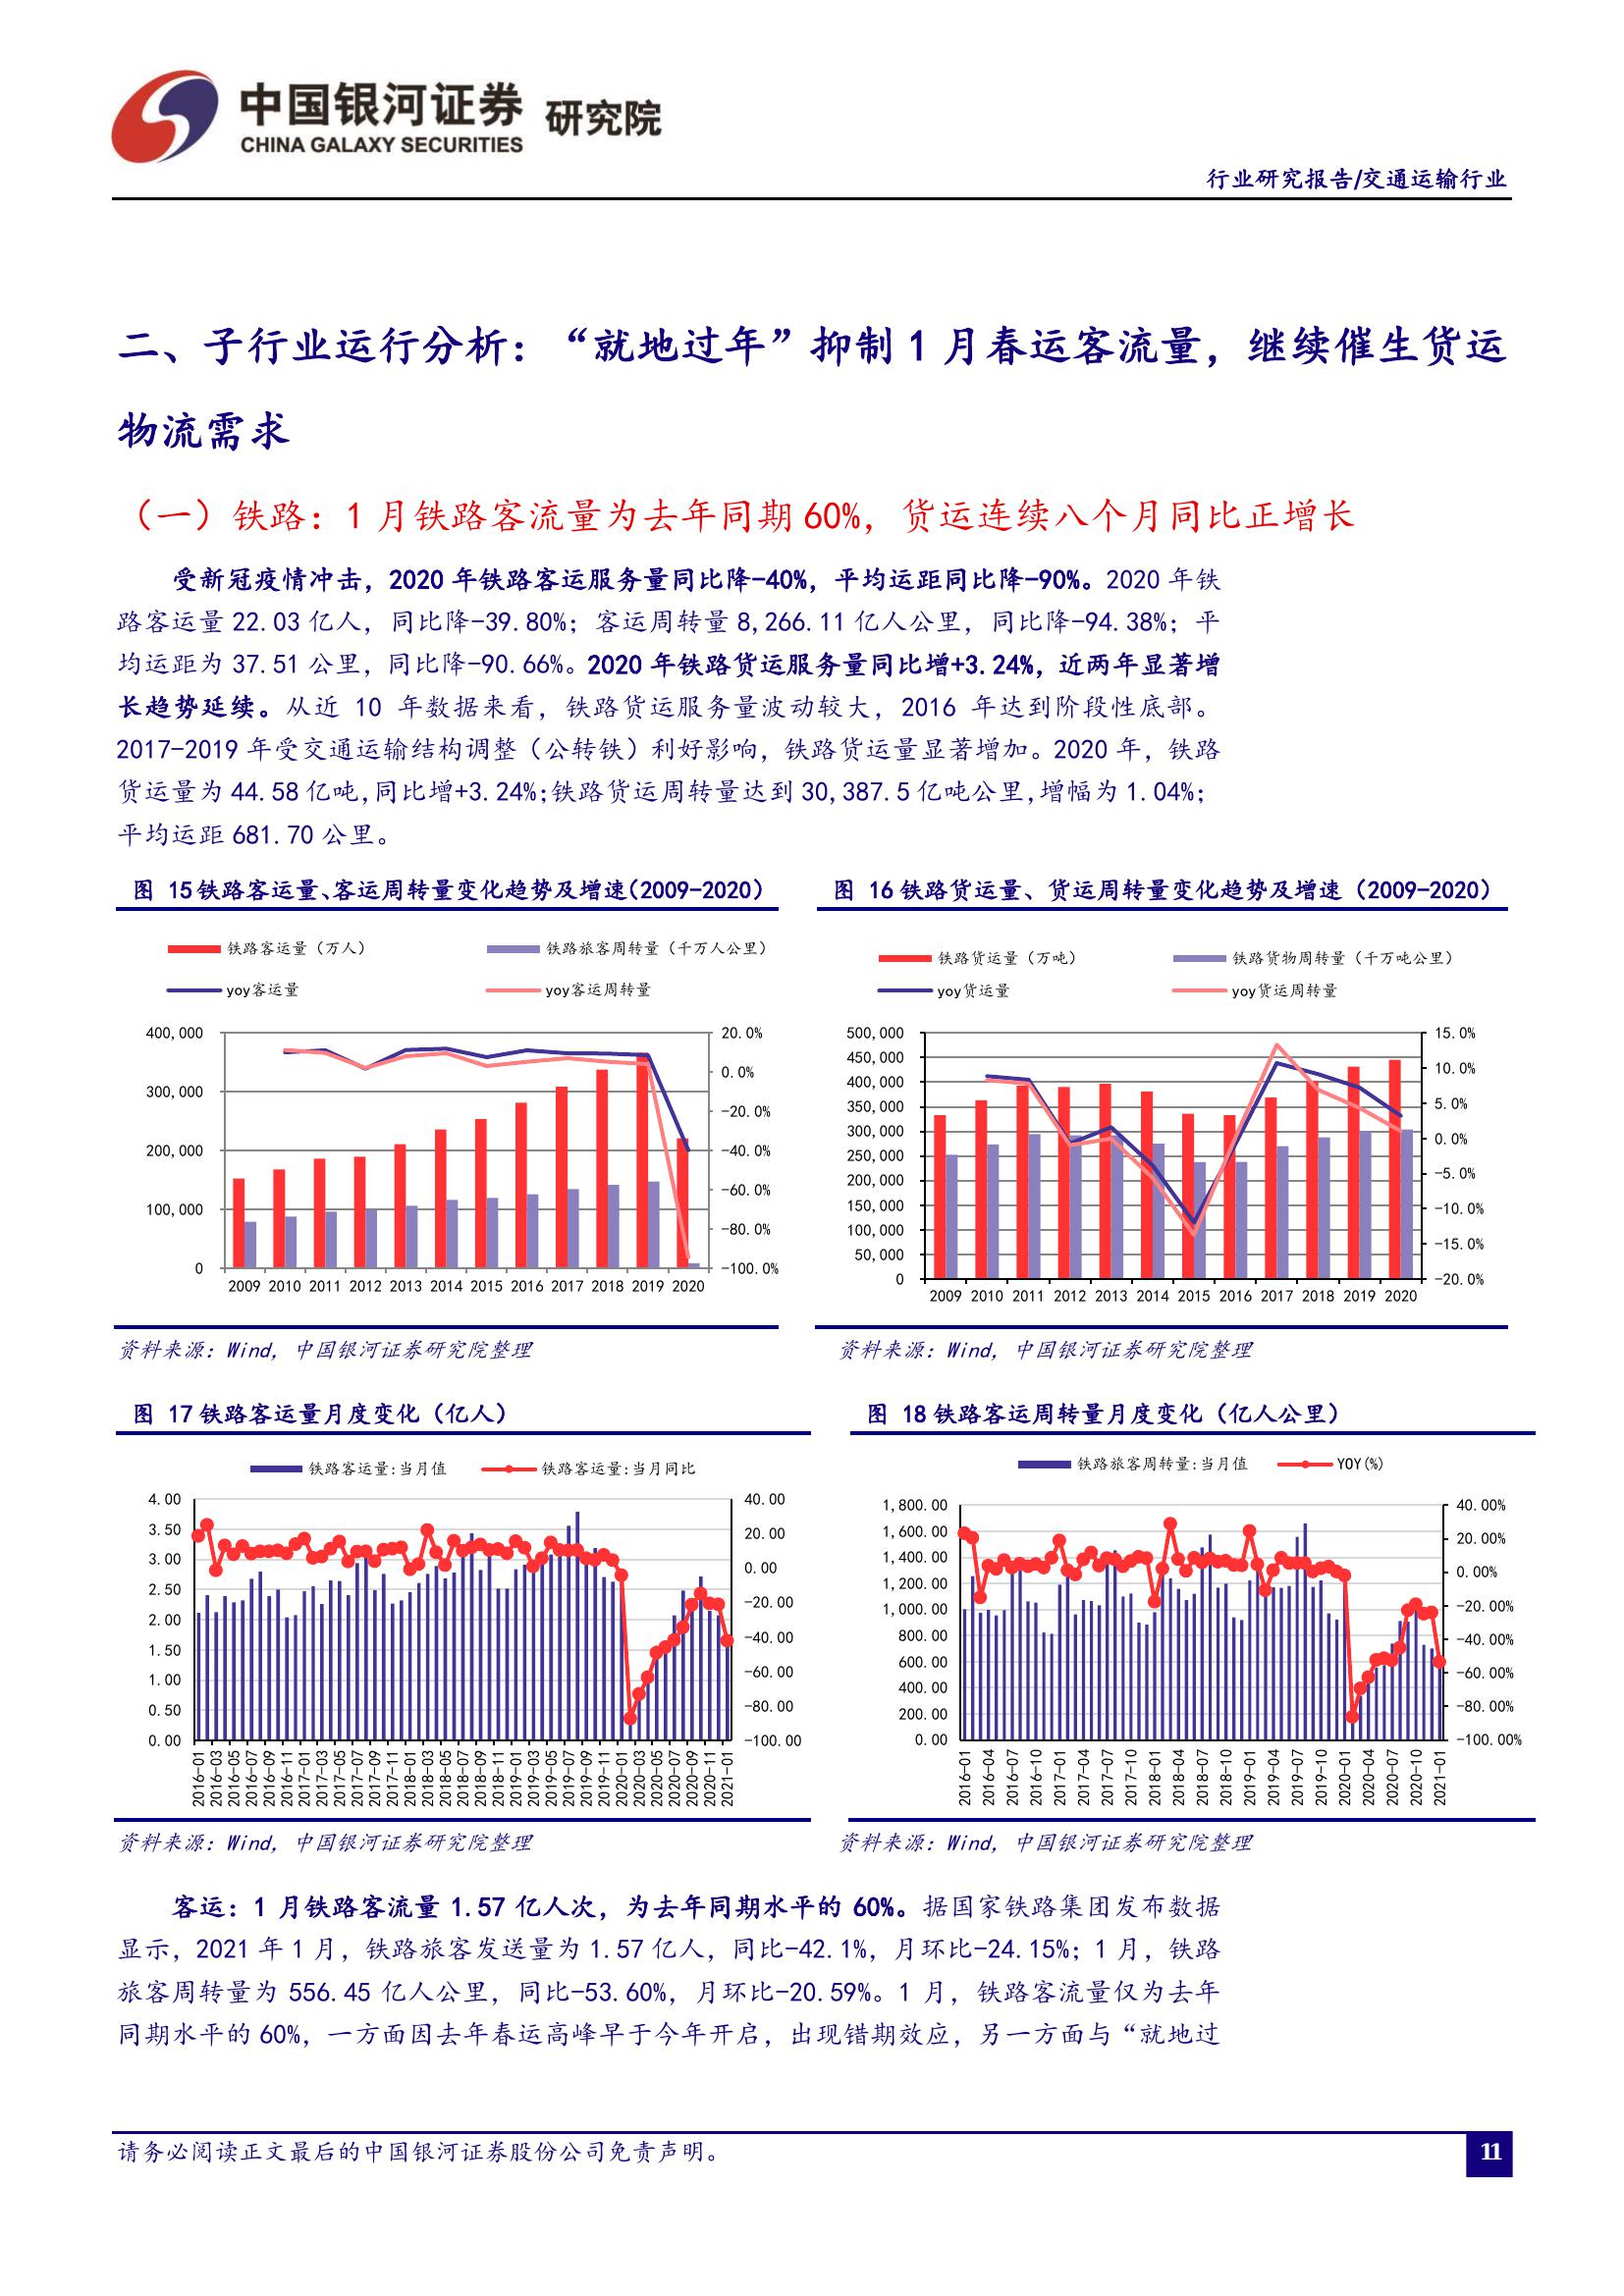 中国银河证券 研究院
CHINA GALAXY SECURITIES
行业研究报告/交通运输行业
二、子行业运行分析：“就地过年”抑制 1 月春运客流量，继续催生货运
物流需求
（一）铁路：1 月铁路客流量为去年同期 60%，货运连续八个月同比正增长
受新冠疫情冲击，2020 年铁路客运服务量同比降-40%，平均运距同比降-90%。2020 年铁
路客运量 22.03 亿人，同比降-39.80%；客运周转量 8,266.11 亿人公里，同比降-94.38%；平
均运距为 37.51 公里，同比降-90.66%。2020 年铁路货运服务量同比增+3.24%，近两年显著增
长趋势延续。从近 10 年数据来看，铁路货运服务量波动较大，2016 年达到阶段性底部。
2017-2019 年受交通运输结构调整（公转铁）利好影响，铁路货运量显著增加。2020 年，铁路
货运量为 44.58 亿吨,同比增+3.24%;铁路货运周转量达到 30,387.5 亿吨公里,增幅为 1.04%;
平均运距 681.70 公里。
图 15 铁路客运量、客运周转量变化趋势及增速（2009-2020）
铁路客运量（万人） 铁路旅客周转量（千万人公里）
yoy客运量 yoy客运周转量
400,000 20.0%
0.0%
300,000
-20.0%
200,000 -40.0%
-60.0%
100,000
-80.0%
0 -100.0%
2009 2010 2011 2012 2013 2014 2015 2016 2017 2018 2019 2020
资料来源：Wind, 中国银河证券研究院整理
图 16 铁路货运量、货运周转量变化趋势及增速（2009-2020）
铁路货运量（万吨） 铁路货物周转量（千万吨公里）
yoy货运量 yoy货运周转量
500,000 15.0%
450,000
400,000 10.0%
350,000 5.0%
300,000 0.0%
250,000
200,000 -5.0%
150,000 -10.0%
100,000
50,000 -15.0%
0 -20.0%
2009 2010 2011 2012 2013 2014 2015 2016 2017 2018 2019 2020
资料来源：Wind, 中国银河证券研究院整理
图 17 铁路客运量月度变化（亿人）
铁路客运量:当月值 铁路客运量:当月同比
4.00 40.00
3.50 20.00
3.00 0.00
2.50
-20.00
2.00
-40.00
1.50
1.00 -60.00
0.50 -80.00
0.00 -100.00
2016-01 2016-03 2016-05 2016-07 2016-09 2016-11 2017-01 2017-03 2017-05 2017-07 2017-09 2017-11 2018-01 2018-03 2018-05 2018-07 2018-09 2018-11 2019-01 2019-03 2019-05 2019-07 2019-09 2019-11 2020-01 2020-03 2020-05 2020-07 2020-09 2020-11 2021-01
资料来源：Wind, 中国银河证券研究院整理
图 18 铁路客运周转量月度变化（亿人公里）
铁路旅客周转量:当月值 YOY(%)
1,800.00 40.00%
1,600.00 20.00%
1,400.00
0.00%
1,200.00
1,000.00 -20.00%
800.00 -40.00%
600.00
-60.00%
400.00
-80.00%
200.00
0.00 -100.00%
2016-01 2016-04 2016-07 2016-10 2017-01 2017-04 2017-07 2017-10 2018-01 2018-04 2018-07 2018-10 2019-01 2019-04 2019-07 2019-10 2020-01 2020-04 2020-07 2020-10 2021-01
资料来源：Wind, 中国银河证券研究院整理
客运：1 月铁路客流量 1.57 亿人次，为去年同期水平的 60%。据国家铁路集团发布数据
显示，2021 年 1 月，铁路旅客发送量为 1.57 亿人，同比-42.1%，月环比-24.15%；1 月，铁路
旅客周转量为 556.45 亿人公里，同比-53.60%，月环比-20.59%。1 月，铁路客流量仅为去年
同期水平的 60%，一方面因去年春运高峰早于今年开启，出现错期效应，另一方面与“就地过
请务必阅读正文最后的中国银河证券股份公司免责声明。
11